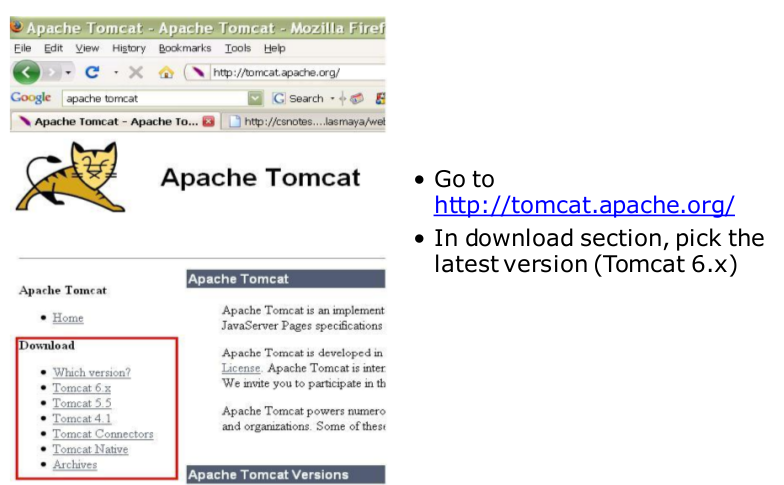 Apache Tomcat - Apache Tomcat - Mozilla Firef
File Edit View History Bookmarks Tools Help
http://tomcat.apache.org/
Google apache tomcat Search
Apache Tomcat - Apache To... http://csnotes....lasmaya/wel
Apache Tomcat
Apache Tomcat
Home
Download
Which version?
Tomcat 6.x
Tomcat 5.5
Tomcat 4.1
Tomcat Connectors
Tomcat Native
Archives
Apache Tomcat
Apache Tomcat is an implement
JavaServer Pages specifications
Apache Tomcat is developed in
License. Apache Tomcat is inter
We invite you to participate in th
Apache Tomcat powers numero
and organizations. Some of these
Apache Tomcat Versions
• Go to
http://tomcat.apache.org/
• In download section, pick the
latest version (Tomcat 6.x)